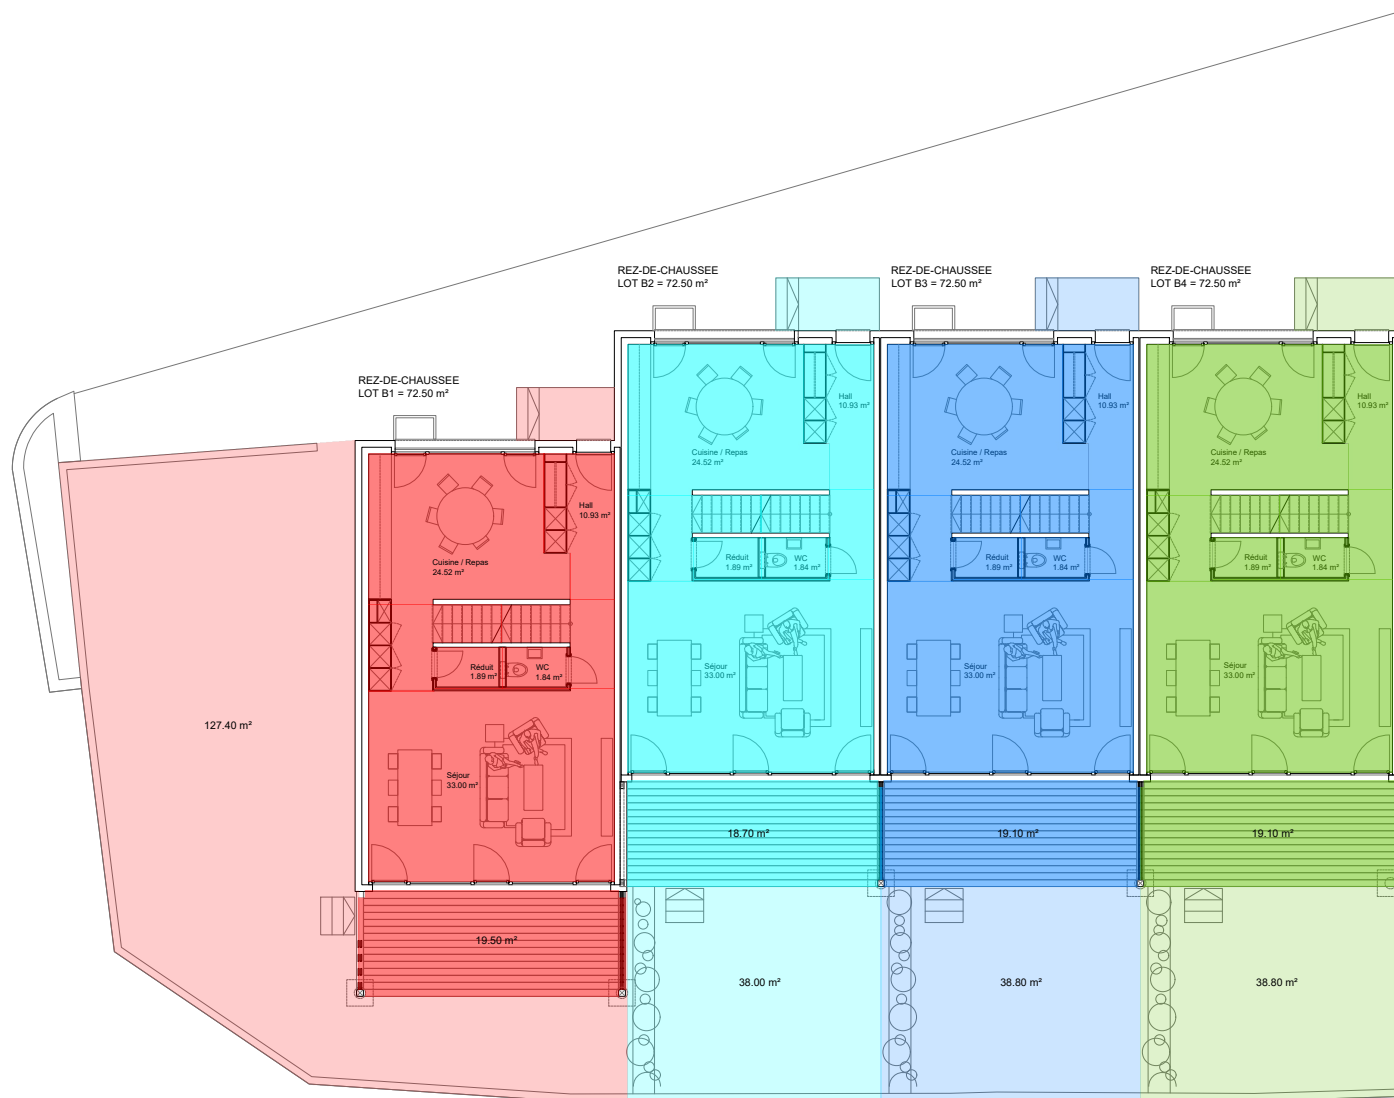 REZ-DE-CHAUSSEE
LOT B2 = 72.50 m²
REZ-DE-CHAUSSEE
LOT B3 = 72.50 m²
REZ-DE-CHAUSSEE
LOT B4 = 72.50 m²
REZ-DE-CHAUSSEE
LOT B1 = 72.50 m²
Hall
10.93 m²
Hall
10.93 m²
Hall
10.93 m²
Cuisine / Repas
24.52 m²
Cuisine / Repas
24.52 m²
Cuisine / Repas
24.52 m²
Hall
10.93 m²
Cuisine / Repas
24.52 m²
Réduit
1.89 m²
WC
1.84 m²
Réduit
1.89 m²
WC
1.84 m²
Réduit
1.89 m²
WC
1.84 m²
Réduit
1.89 m²
WC
1.84 m²
Séjour
33.00 m²
Séjour
33.00 m²
Séjour
33.00 m²
127.40 m²
Séjour
33.00 m²
18.70 m²
19.10 m²
19.10 m²
19.50 m²
38.00 m²
38.80 m²
38.80 m²